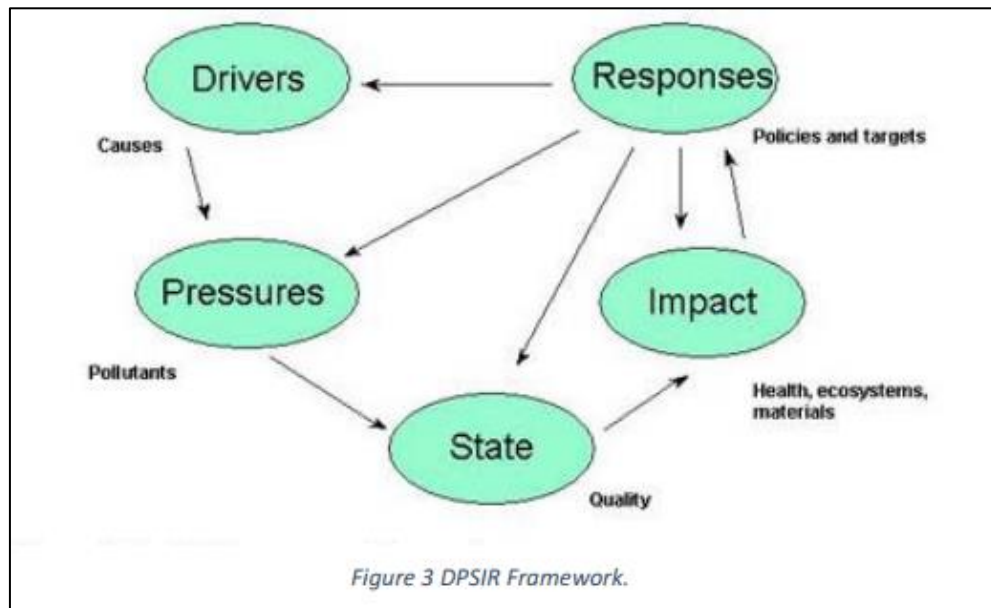 Drivers
Responses
Causes
Policies and targets
Pressures
Impact
Pollutants
Health, ecosystems,
materials
State
Quality
Figure 3 DPSIR Framework.